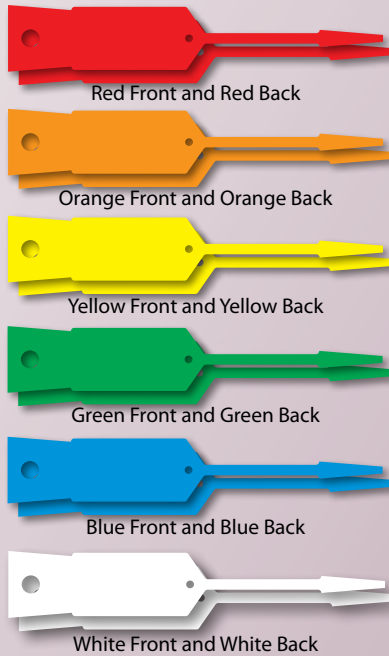 Red Front and Red Back
Orange Front and Orange Back
Yellow Front and Yellow Back
Green Front and Green Back
Blue Front and Blue Back
White Front and White Back